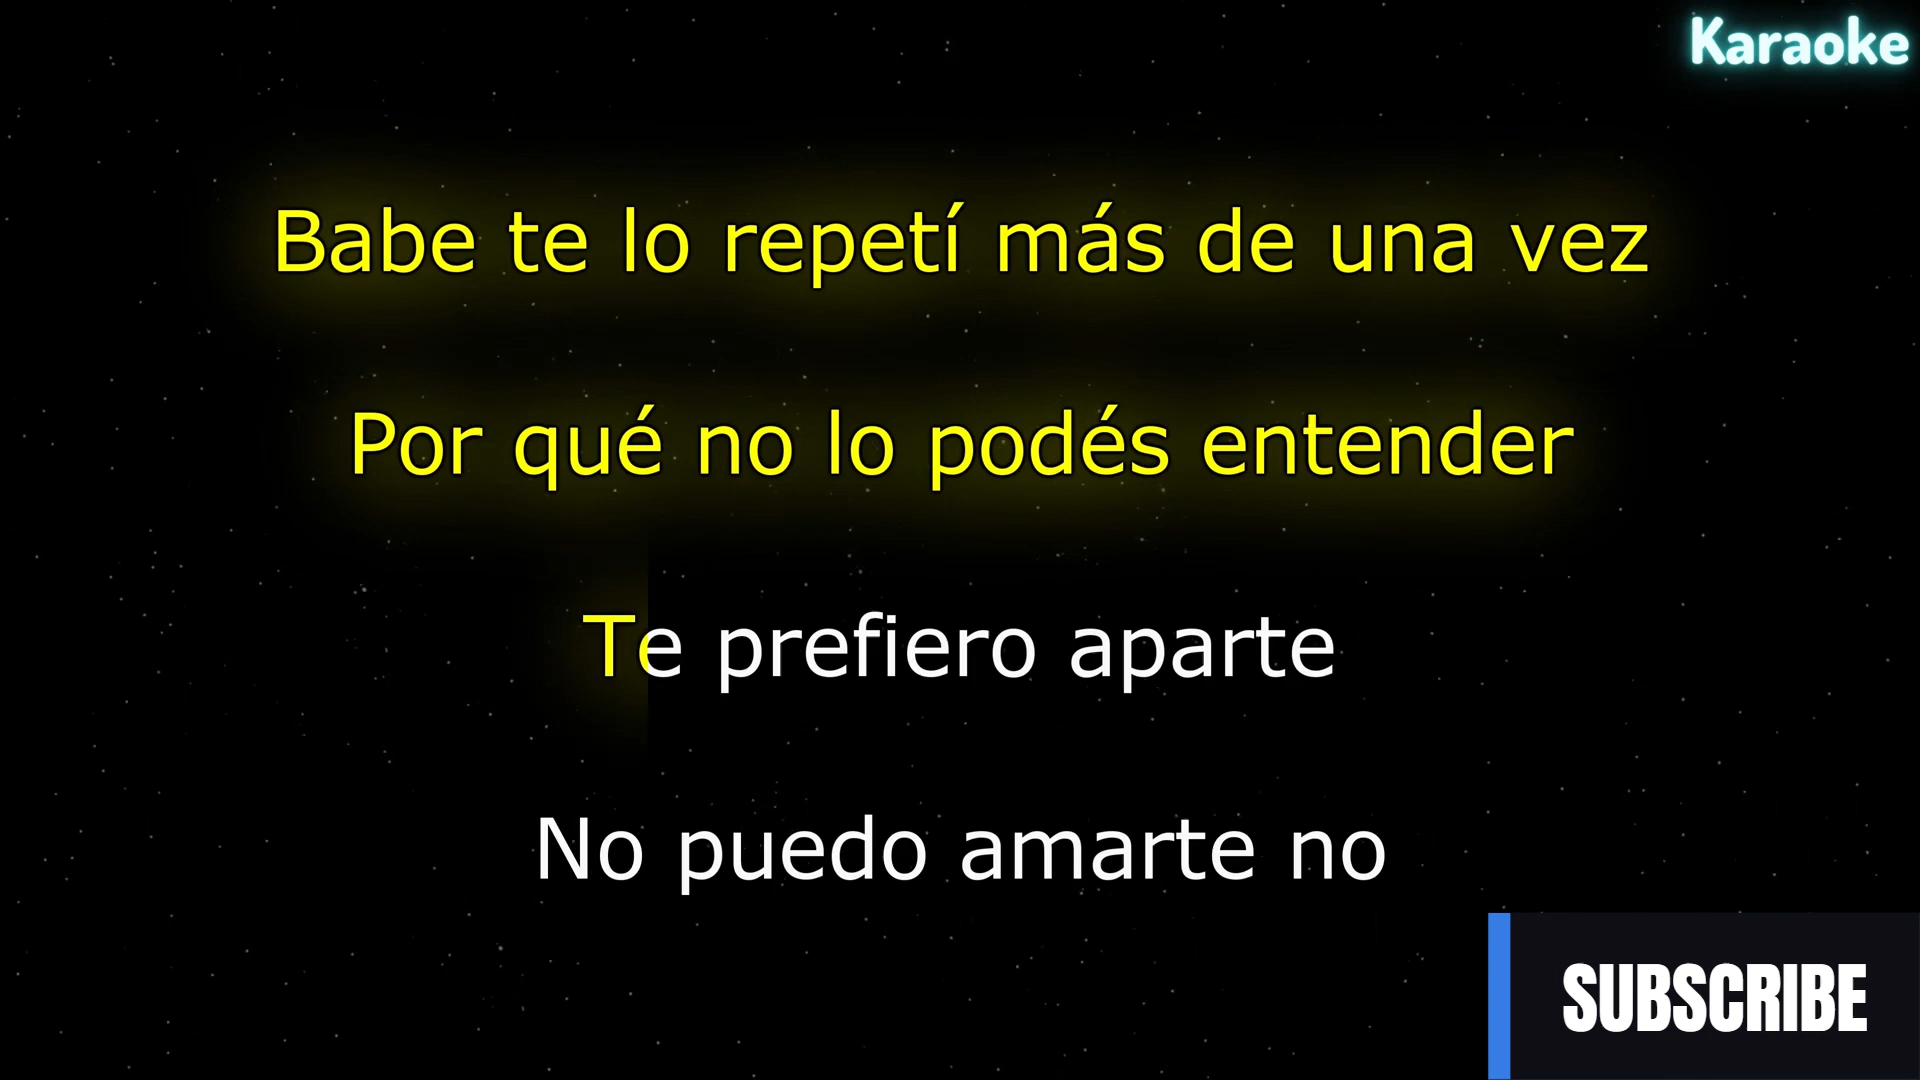 Karaoke
Babe te lo repetí más de una vez
Por qué no lo podés entender
Te prefiero aparte
No puedo amarte no
SUBSCRIBE